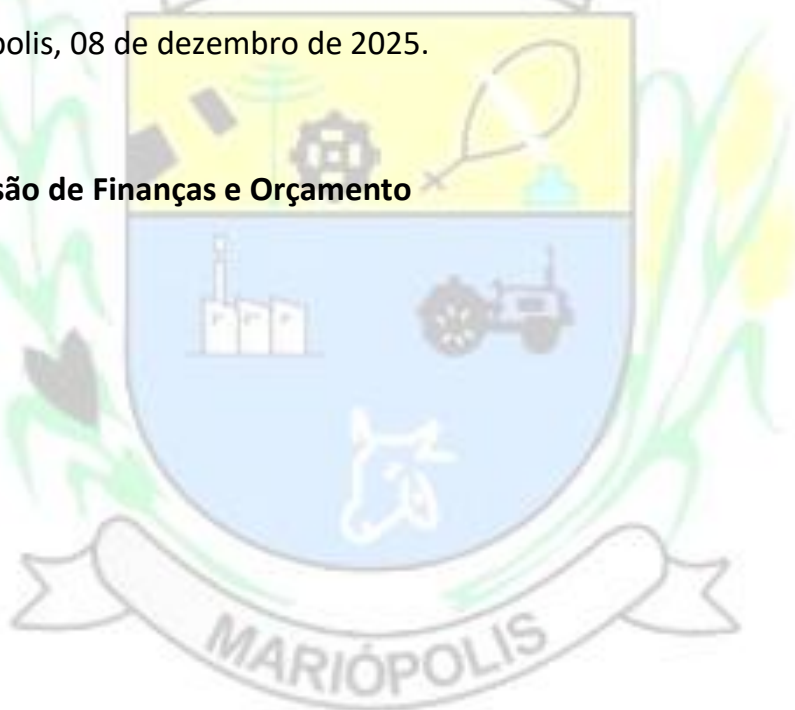 polis, 08 de dezembro de 2025.
são de Finanças e Orçamento
MARIÓPOLIS